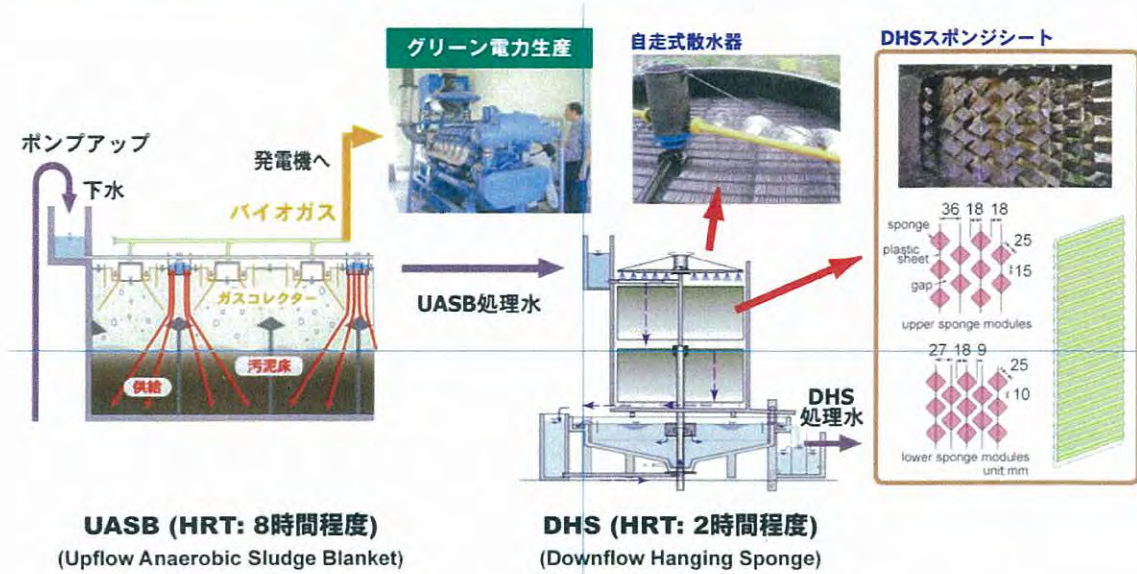 グリーン電力生産
自走式散水器
DHSスポンジシート
ポンプアップ
下水
発電機へ
バイオガス
ガスコレクター
汚泥床
供給
UASB処理水
DHS
処理水
36 18 18
sponge
25
plastic
sheet
15
gap
upper sponge modules
27 18 9
25
10
lower sponge modules
unit mm
UASB (HRT: 8時間程度)
(Upflow Anaerobic Sludge Blanket)
DHS (HRT: 2時間程度)
(Downflow Hanging Sponge)